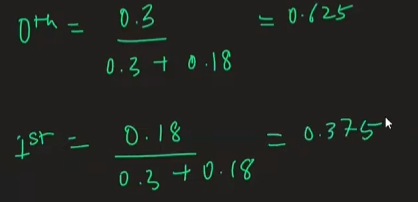 0th = 0.3 / 0.3 + 0.18 = 0.625
1st = 0.18 / 0.3 + 0.18 = 0.375